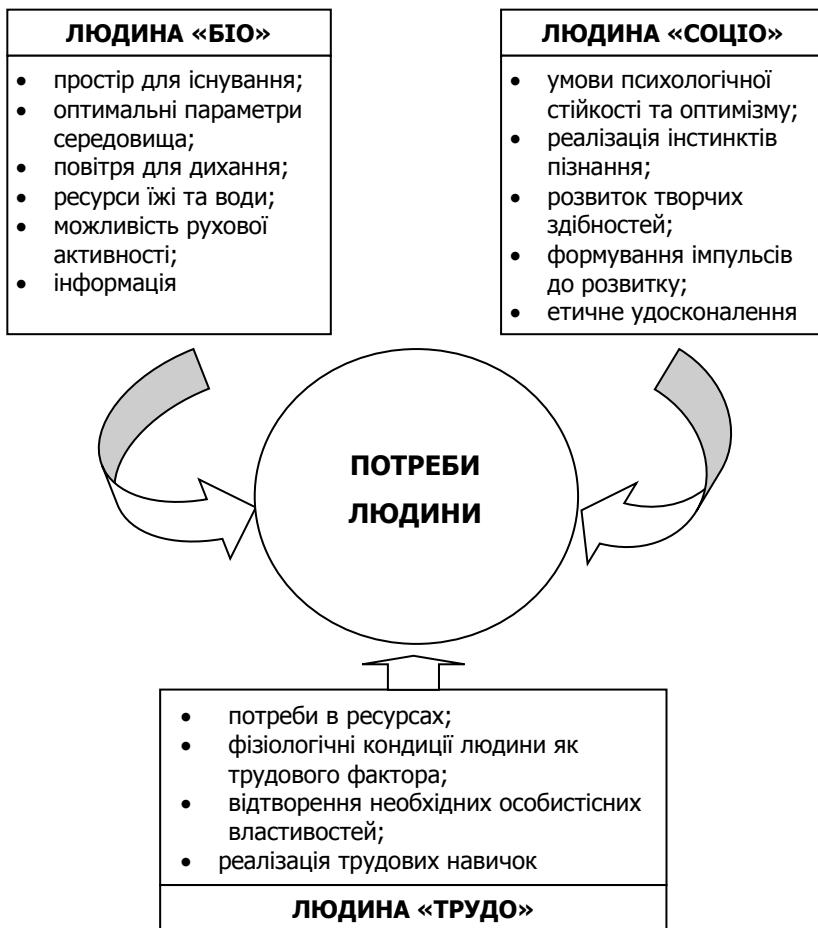 ЛЮДИНА «БІО»
• простір для існування;
• оптимальні параметри
середовища;
• повітря для дихання;
• ресурси їжі та води;
• можливість рухової
активності;
• інформація
ЛЮДИНА «СОЦІО»
• умови психологічної
стійкості та оптимізму;
• реалізація інстинктів
пізнання;
• розвиток творчих
здібностей;
• формування імпульсів
до розвитку;
• етичне удосконалення
ПОТРЕБИ
ЛЮДИНИ
• потреби в ресурсах;
• фізіологічні кондиції людини як
трудового фактора;
• відтворення необхідних особистісних
властивостей;
• реалізація трудових навичок
ЛЮДИНА «ТРУДО»